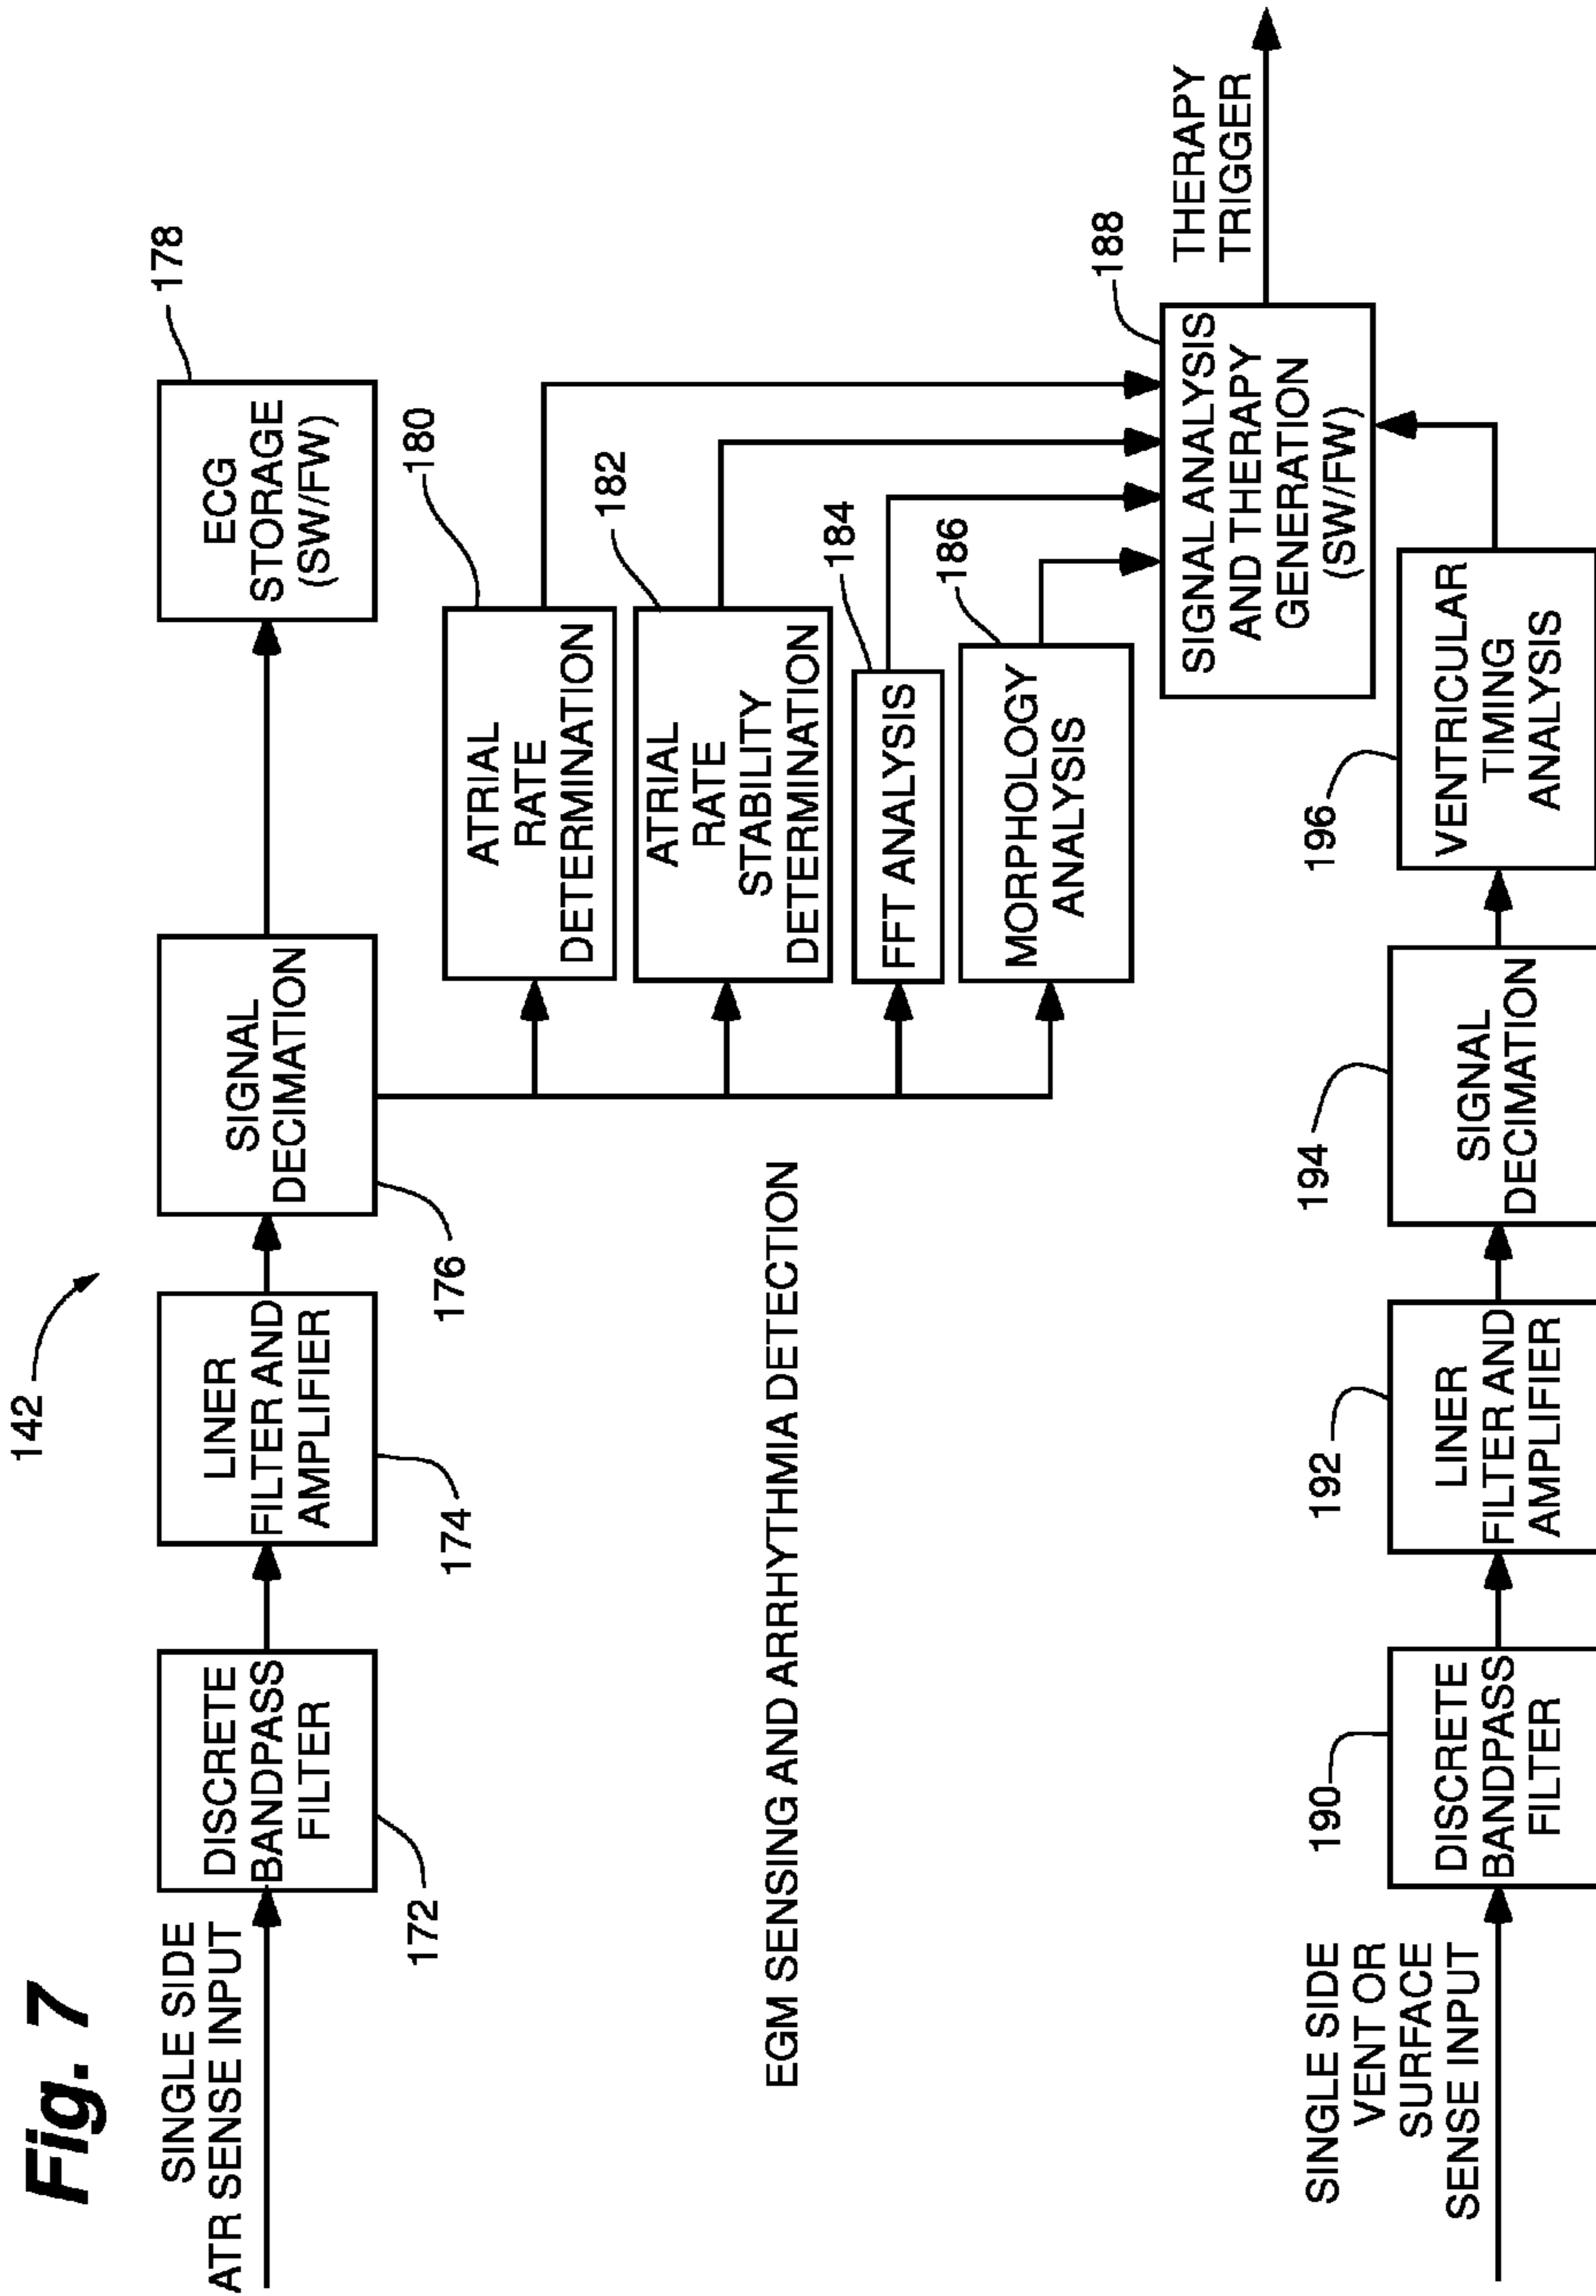 Fig. 7
142
SINGLE SIDE
ATR SENSE INPUT
DISCRETE
BANDPASS
FILTER
172
LINER
FILTER AND
AMPLIFIER
174
SIGNAL
DECIMATION
176
ECG
STORAGE
(SW/FW)
178
ATRIAL
RATE
DETERMINATION
180
ATRIAL
RATE
STABILITY
DETERMINATION
182
FFT ANALYSIS
184
MORPHOLOGY
ANALYSIS
186
EGM SENSING AND ARRHYTHMIA DETECTION
SIGNAL ANALYSIS
AND THERAPY
GENERATION
(SW/FW)
188
THERAPY
TRIGGER
SINGLE SIDE
VENT OR
SURFACE
SENSE INPUT
190
DISCRETE
BANDPASS
FILTER
192
LINER
FILTER AND
AMPLIFIER
194
SIGNAL
DECIMATION
196
VENTRICULAR
TIMING
ANALYSIS